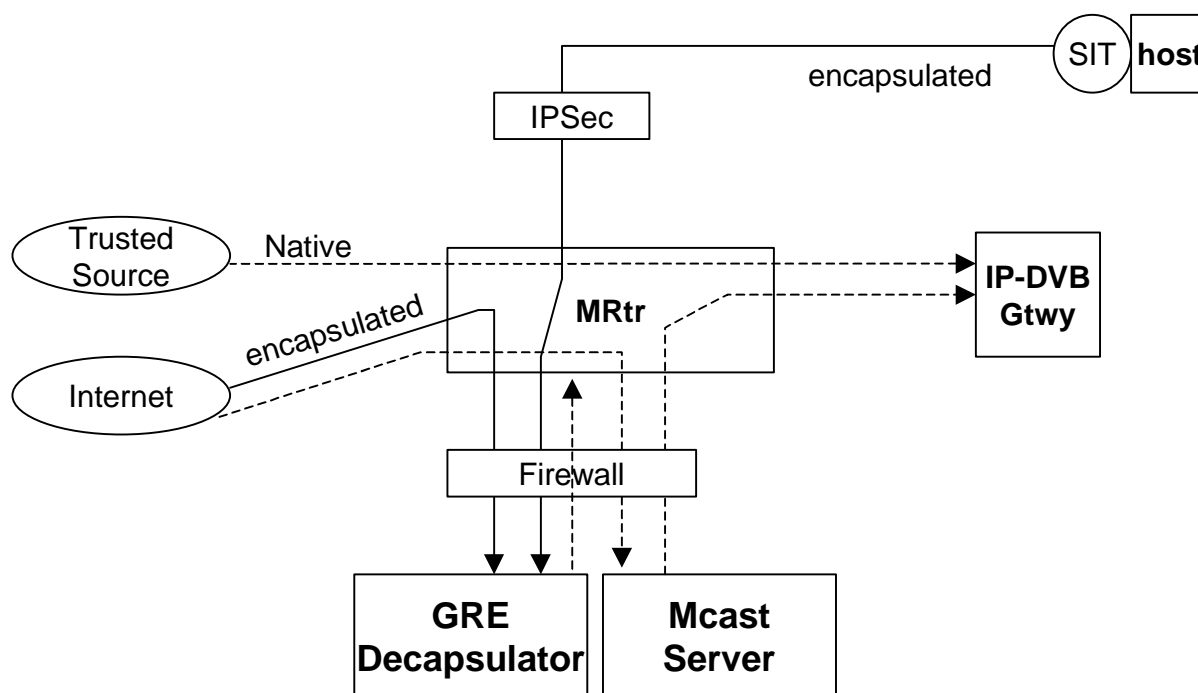 SIT
host
encapsulated
IPSec
Trusted
Source
Native
IP-DVB
Gtwy
MRtr
encapsulated
Internet
Firewall
GRE
Decapsulator
Mcast
Server